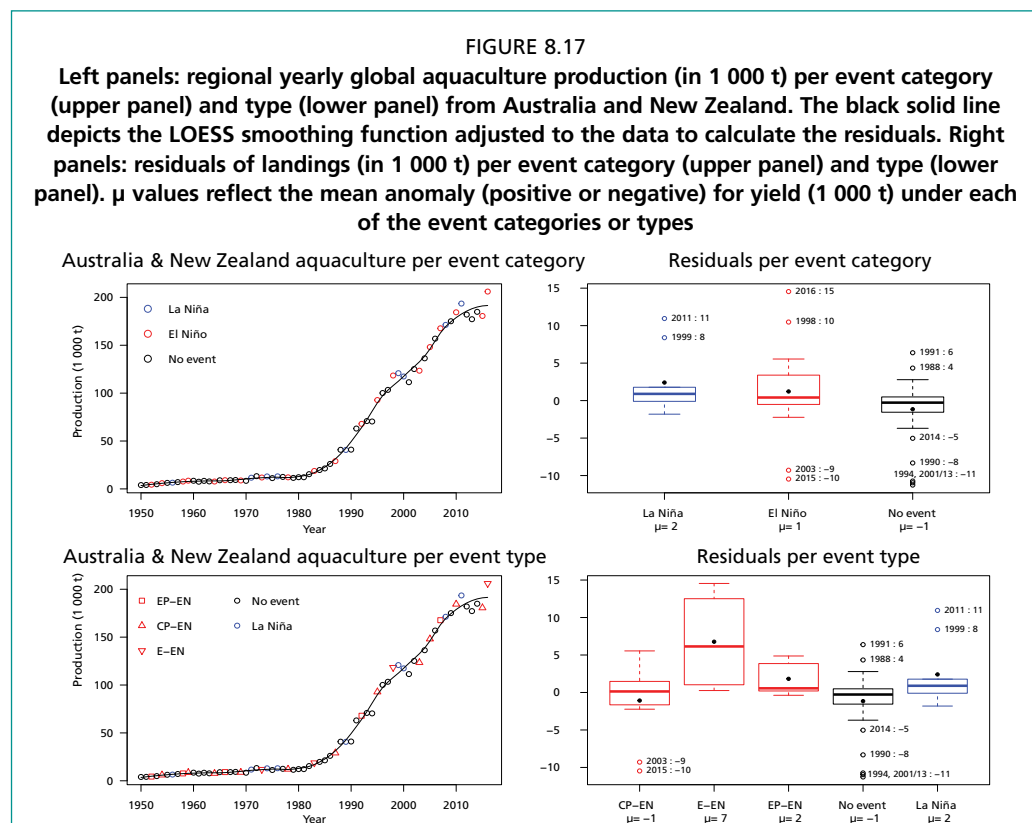 FIGURE 8.17
Left panels: regional yearly global aquaculture production (in 1 000 t) per event category
(upper panel) and type (lower panel) from Australia and New Zealand. The black solid line
depicts the LOESS smoothing function adjusted to the data to calculate the residuals. Right
panels: residuals of landings (in 1 000 t) per event category (upper panel) and type (lower
panel). µ values reflect the mean anomaly (positive or negative) for yield (1 000 t) under each
of the event categories or types
Australia & New Zealand aquaculture per event category
Production (1 000 t)
200
150
100
50
0
La Niña
El Niño
No event
1950 1960 1970 1980 1990 2000 2010
Year
Residuals per event category
15
10
5
0
−5
−10
2011 : 11
1999 : 8
2016 : 15
1998 : 10
2003 : −9
2015 : −10
1991 : 6
1988 : 4
2014 : −5
1990 : −8
1994, 2001/13 : −11
La Niña El Niño No event
µ= 2 µ= 1 µ= −1
Australia & New Zealand aquaculture per event type
Production (1 000 t)
200
150
100
50
0
EP−EN No event
CP−EN La Niña
E−EN
1950 1960 1970 1980 1990 2000 2010
Year
Residuals per event type
15
10
5
0
−5
−10
2003 : −9
2015 : −10
1991 : 6
1988 : 4
2014 : −5
1990 : −8
1994, 2001/13 : −11
2011 : 11
1999 : 8
CP−EN E−EN EP−EN No event La Niña
µ= −1 µ= 7 µ= 2 µ= −1 µ= 2